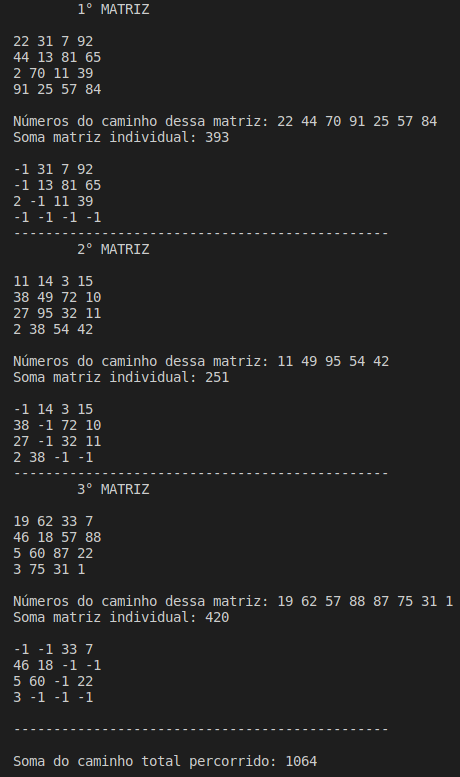 1° MATRIZ
22 31 7 92
44 13 81 65
2 70 11 39
91 25 57 84
Números do caminho dessa matriz: 22 44 70 91 25 57 84
Soma matriz individual: 393
-1 31 7 92
-1 13 81 65
2 -1 11 39
-1 -1 -1 -1
-----------------------------------------------
2° MATRIZ
11 14 3 15
38 49 72 10
27 95 32 11
2 38 54 42
Números do caminho dessa matriz: 11 49 95 54 42
Soma matriz individual: 251
-1 14 3 15
38 -1 72 10
27 -1 32 11
2 38 -1 -1
-----------------------------------------------
3° MATRIZ
19 62 33 7
46 18 57 88
5 60 87 22
3 75 31 1
Números do caminho dessa matriz: 19 62 57 88 87 75 31 1
Soma matriz individual: 420
-1 -1 33 7
46 18 -1 -1
5 60 -1 22
3 -1 -1 -1
-----------------------------------------------
Soma do caminho total percorrido: 1064